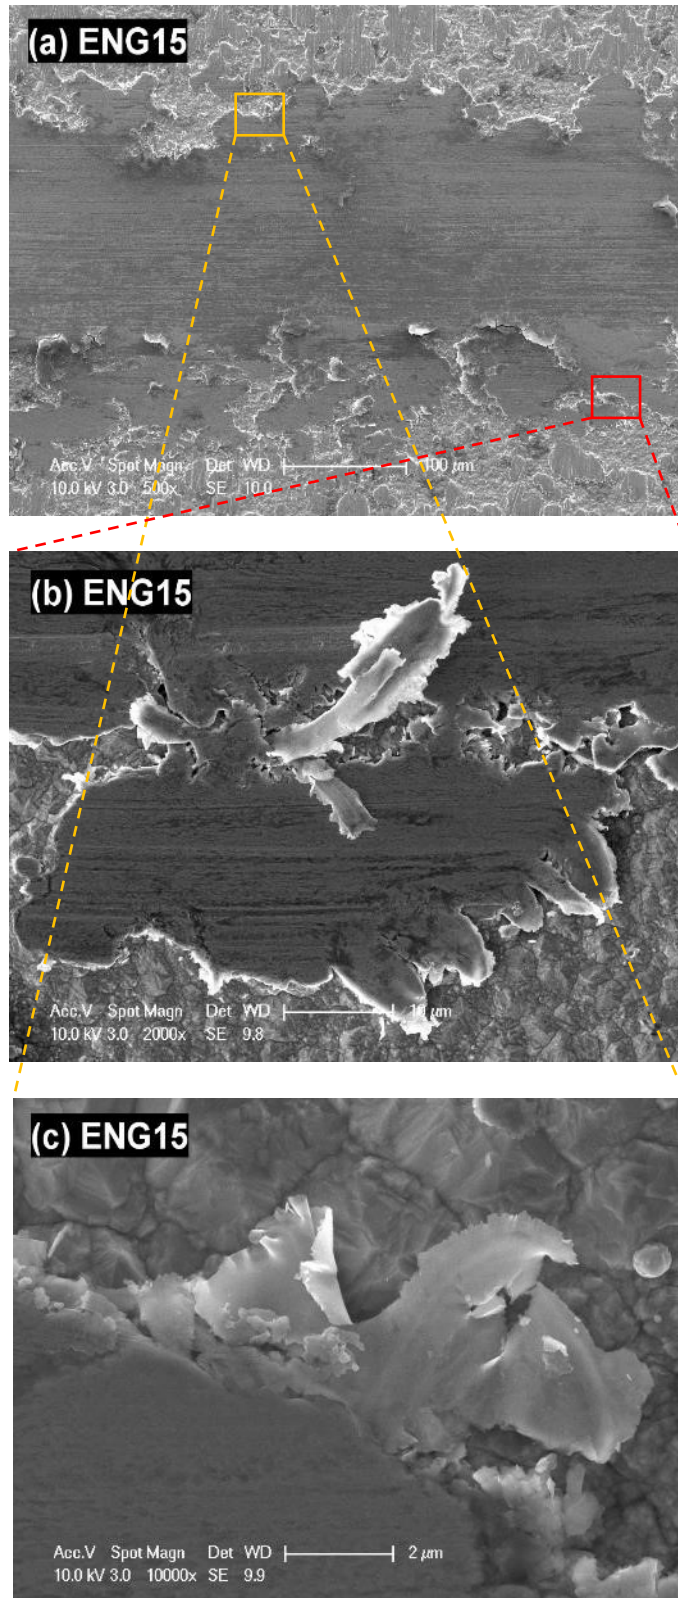 (a) ENG15
Acc.V Spot Magn Det WD 100 µm
10.0 kV 3.0 500x SE 10.0
(b) ENG15
Acc.V Spot Magn Det WD 10 µm
10.0 kV 3.0 2000x SE 9.8
(c) ENG15
Acc.V Spot Magn Det WD 2 µm
10.0 kV 3.0 10000x SE 9.9